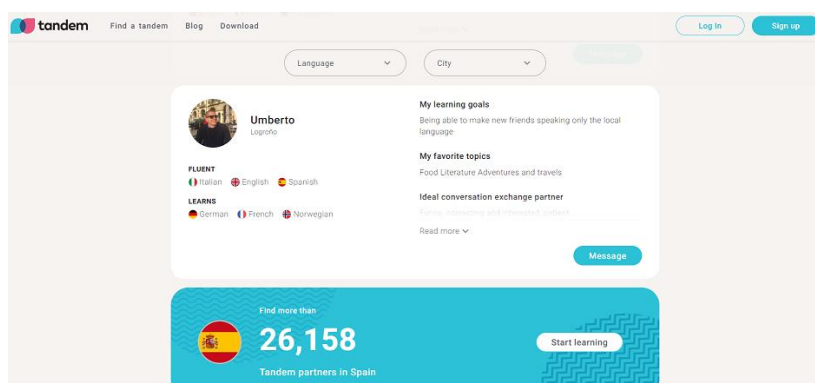 tandem Find a tandem Blog Download Log In Sign up
Language City
Umberto
Logroño
FLUENT
Italian English Spanish
LEARNS
German French Norwegian
My learning goals
Being able to make new friends speaking only the local
language
My favorite topics
Food Literature Adventures and travels
Ideal conversation exchange partner
Read more
Message
Find more than
26,158
Tandem partners in Spain
Start learning